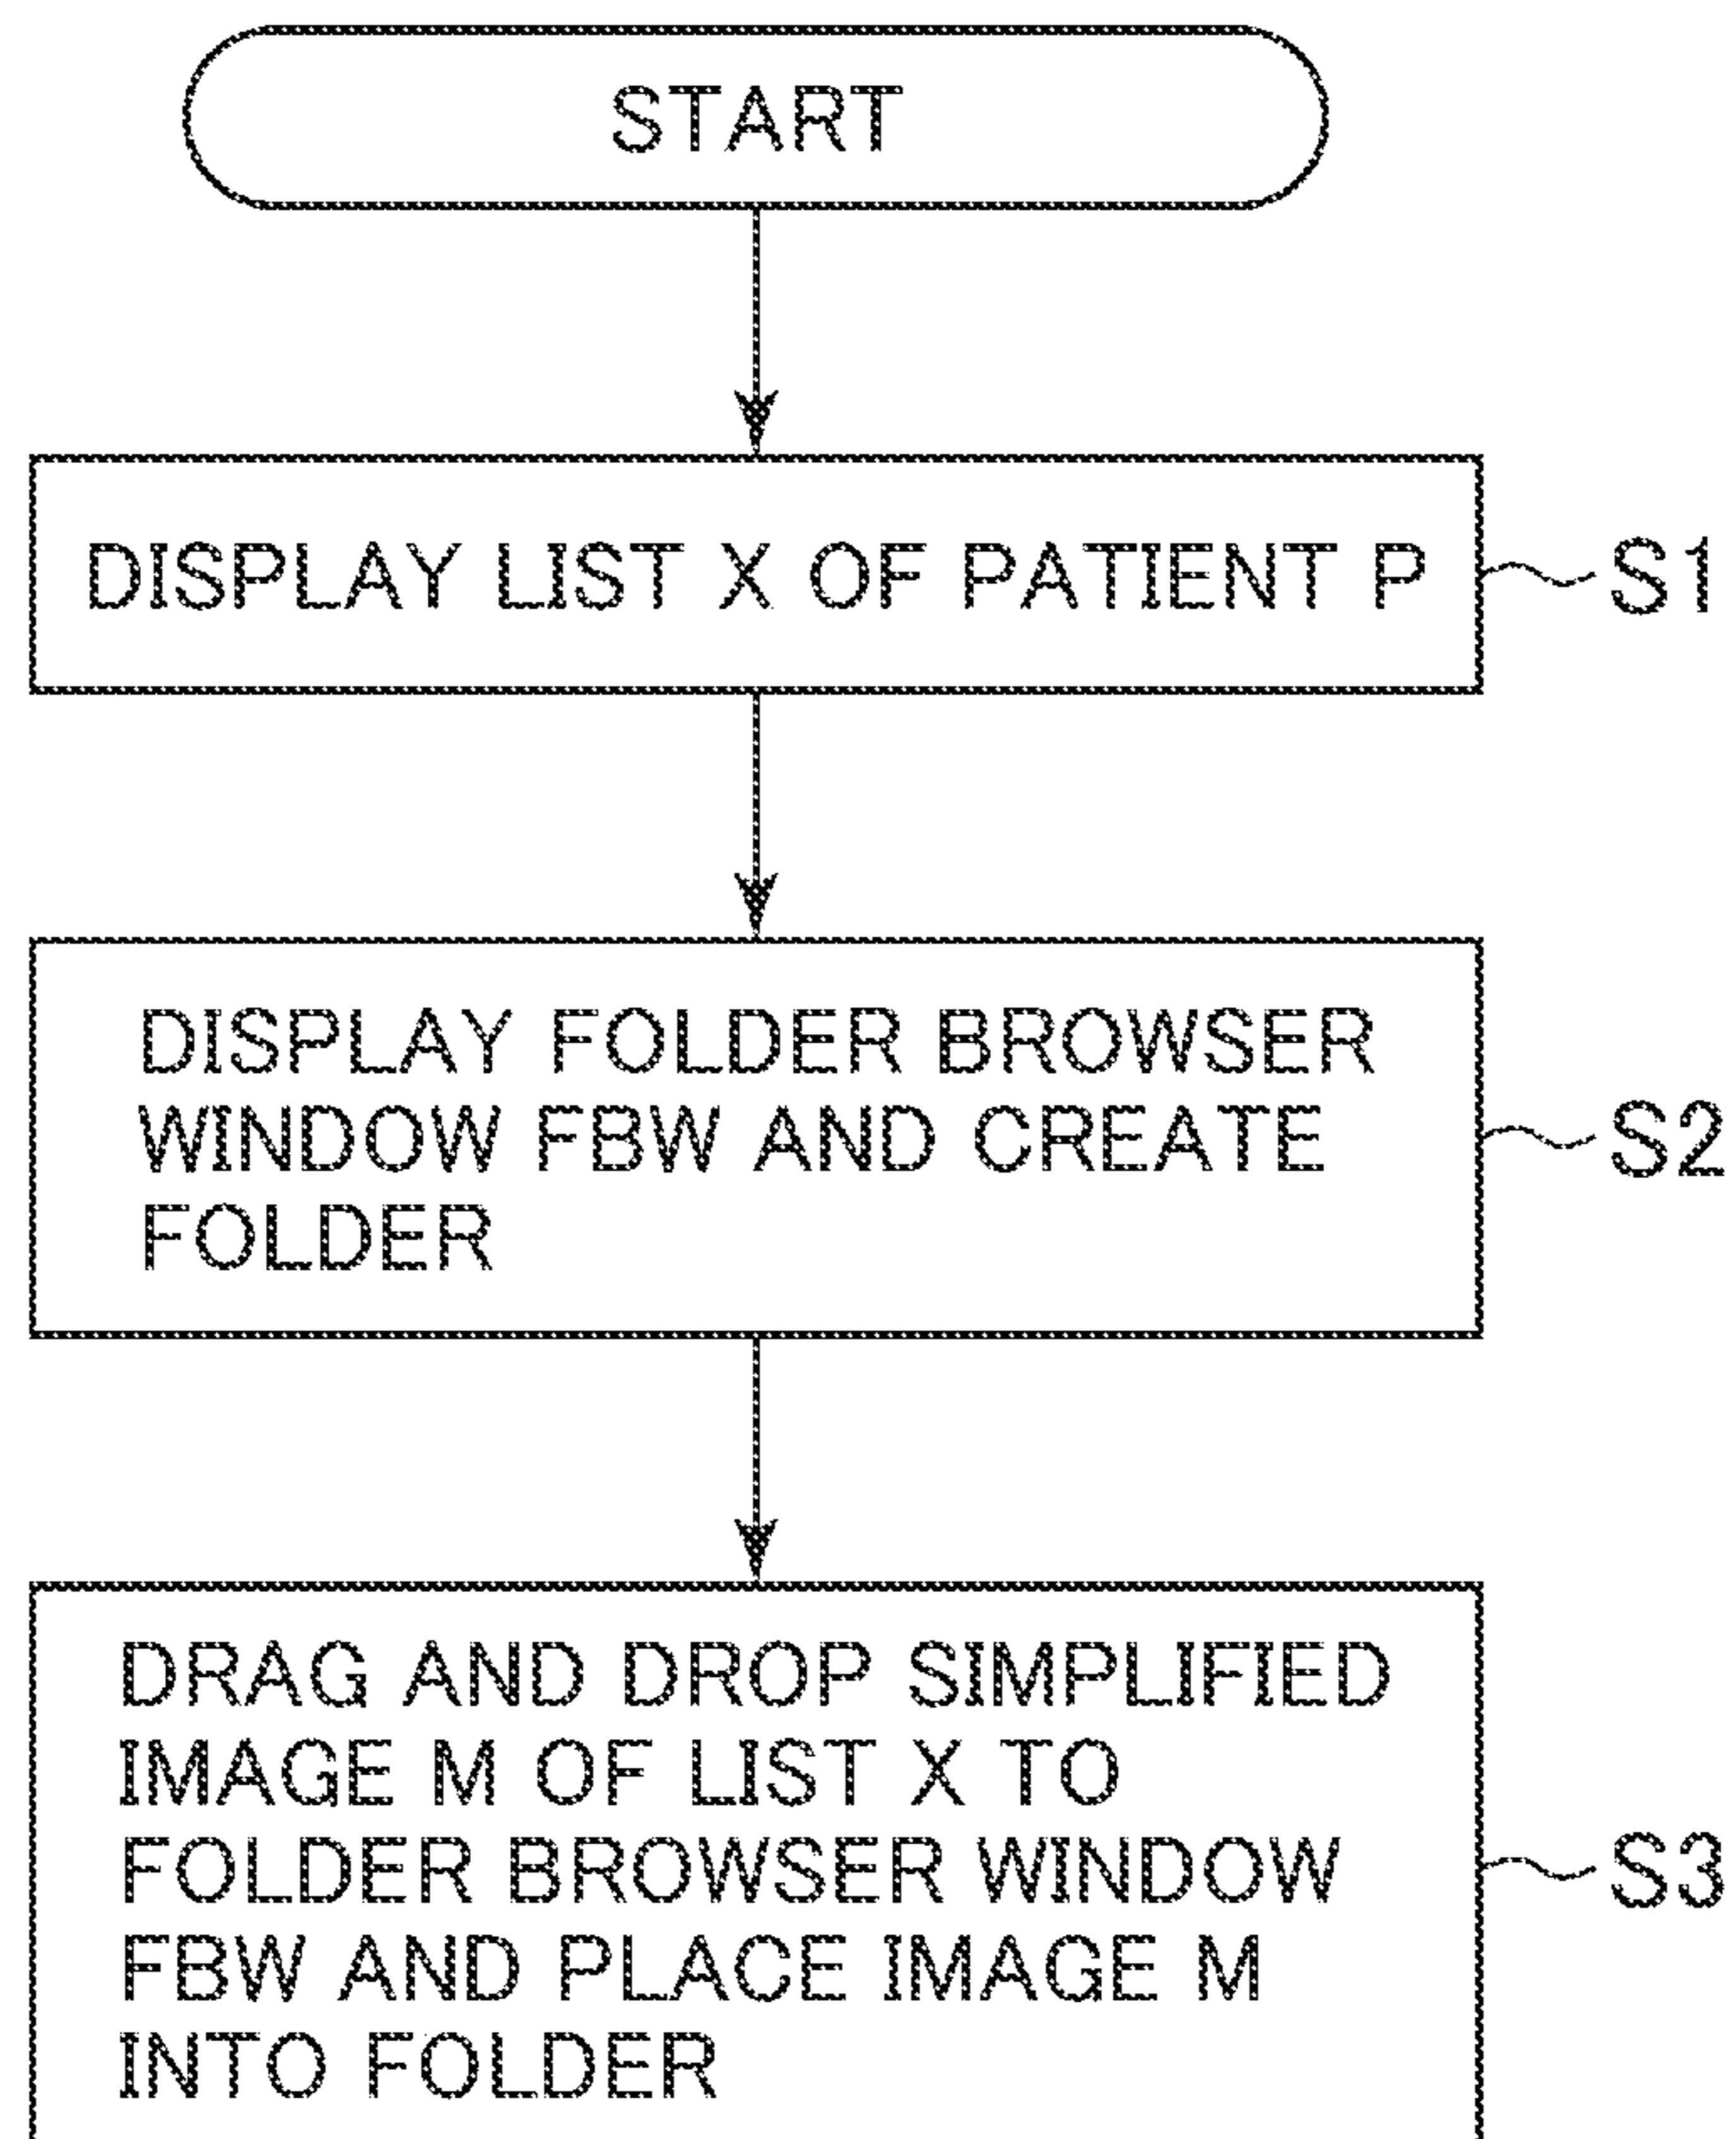 START
DISPLAY LIST X OF PATIENT P
S1
DISPLAY FOLDER BROWSER
WINDOW FBW AND CREATE
FOLDER
S2
DRAG AND DROP SIMPLIFIED
IMAGE M OF LIST X TO
FOLDER BROWSER WINDOW
FBW AND PLACE IMAGE M
INTO FOLDER
S3